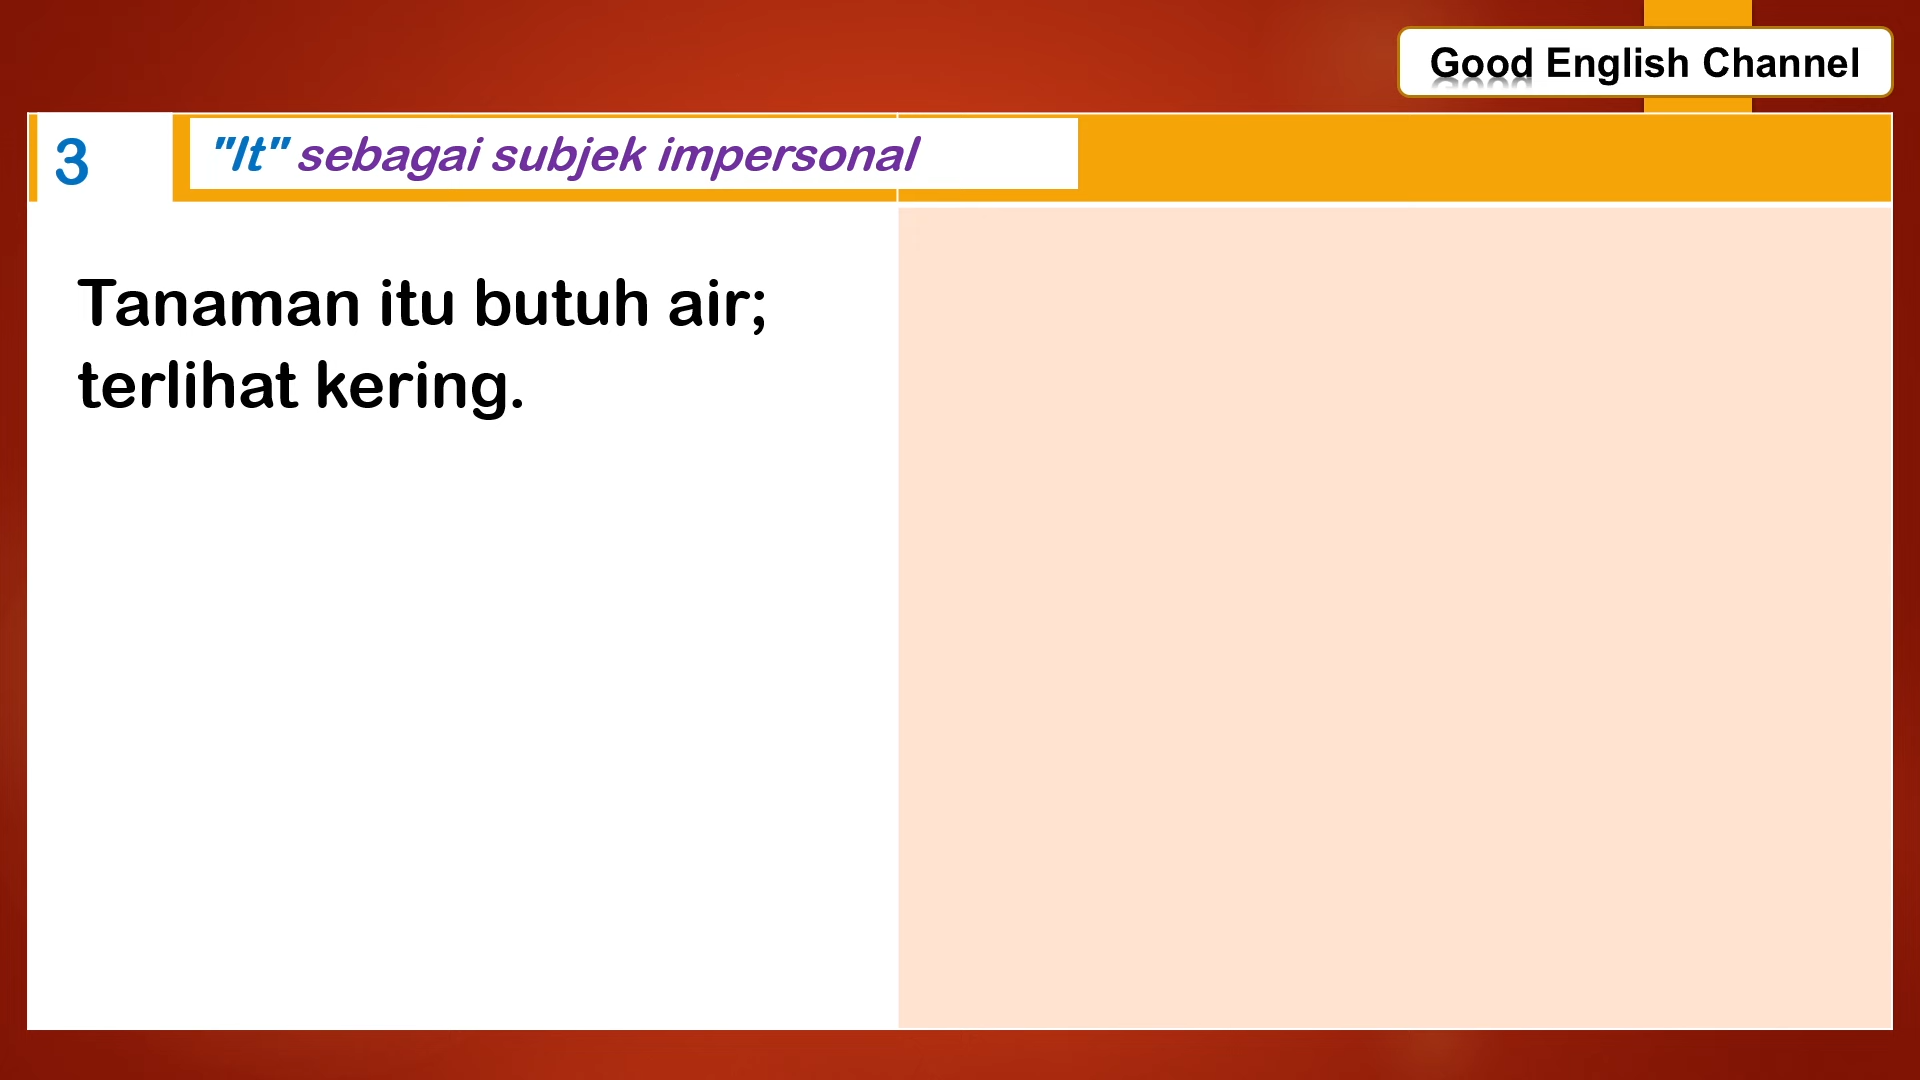 Good English Channel
3
"It" sebagai subjek impersonal
Tanaman itu butuh air;
terlihat kering.